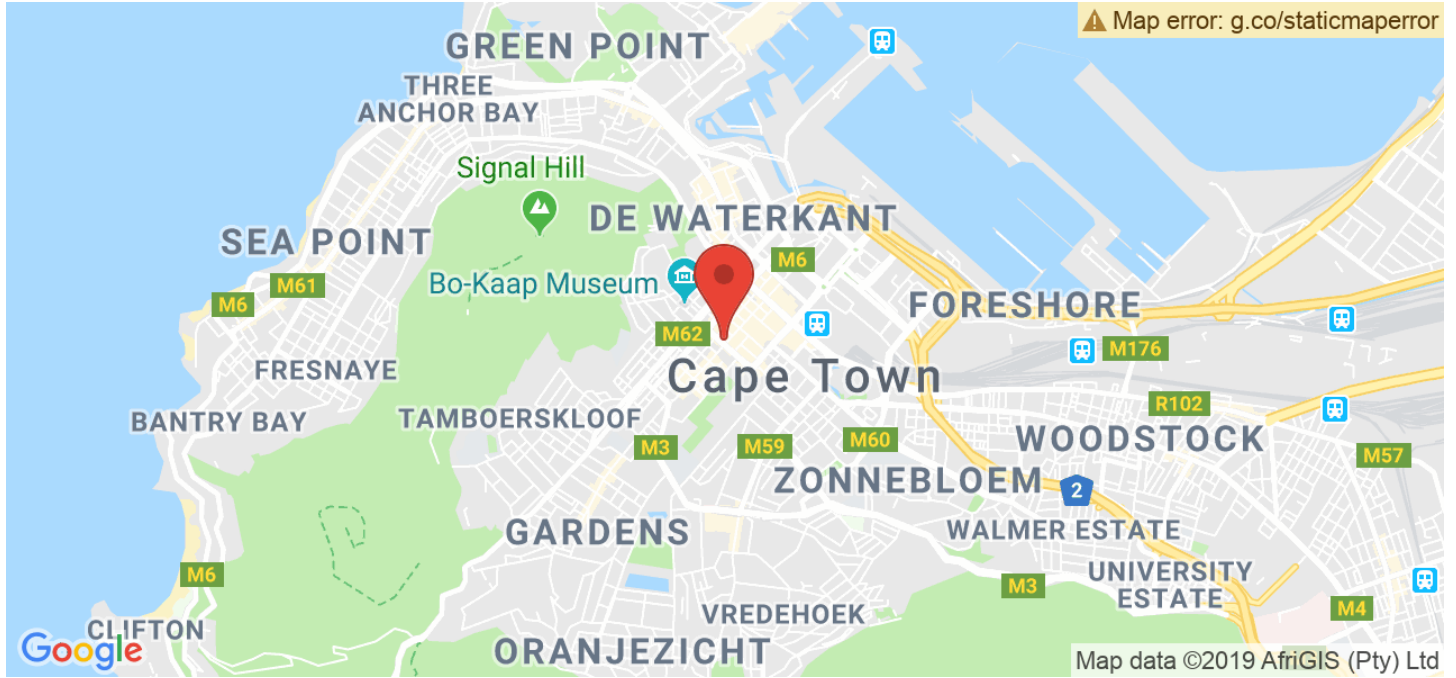 Map error: g.co/staticmaperror
GREEN POINT
THREE
ANCHOR BAY
Signal Hill
DE WATERKANT
SEA POINT
M6
Bo-Kaap Museum
M61
M6
FORESHORE
M62
M176
FRESNAYE
Cape Town
R102
BANTRY BAY
TAMBOERSKLOOF
M3
M59
M60
WOODSTOCK
M57
ZONNEBLOEM
2
GARDENS
WALMER ESTATE
M6
M3
UNIVERSITY
ESTATE
M4
VREDEHOEK
CLIFTON
Google
ORANJEZICHT
Map data ©2019 AfriGIS (Pty) Ltd